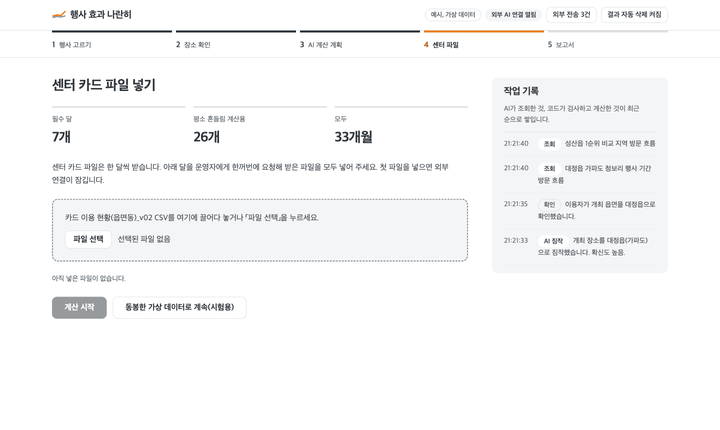 행사 효과 나란히
예시, 가상 데이터
외부 AI 연결 열림
외부 전송 3건
결과 자동 삭제 켜짐
1 행사 고르기
2 장소 확인
3 AI 계산 계획
4 센터 파일
5 보고서
센터 카드 파일 넣기
필수 달
7개
평소 흔들림 계산용
26개
모두
33개월
센터 카드 파일은 한 달씩 받습니다. 아래 달을 운영자에게 한꺼번에 요청해 받은 파일을 모두 넣어 주세요. 첫 파일을 넣으면 외부
연결이 잠깁니다.
카드 이용 현황(읍면동)_v02 CSV를 여기에 끌어다 놓거나 「파일 선택」을 누르세요.
파일 선택 선택된 파일 없음
아직 넣은 파일이 없습니다.
계산 시작
동봉한 가상 데이터로 계속(시험용)
작업 기록
AI가 조회한 것, 코드가 검사하고 계산한 것이 최근
순으로 쌓입니다.
21:21:40 조회 성산읍 1순위 비교 지역 방문 흐름
21:21:40 조회 대정읍 가파도 청보리 행사 기간
방문 흐름
21:21:35 확인 이용자가 개최 읍면을 대정읍으로
확인했습니다.
21:21:33 AI 짐작 개최 장소를 대정읍(가파도)
으로 짐작했습니다. 확신도 높음.